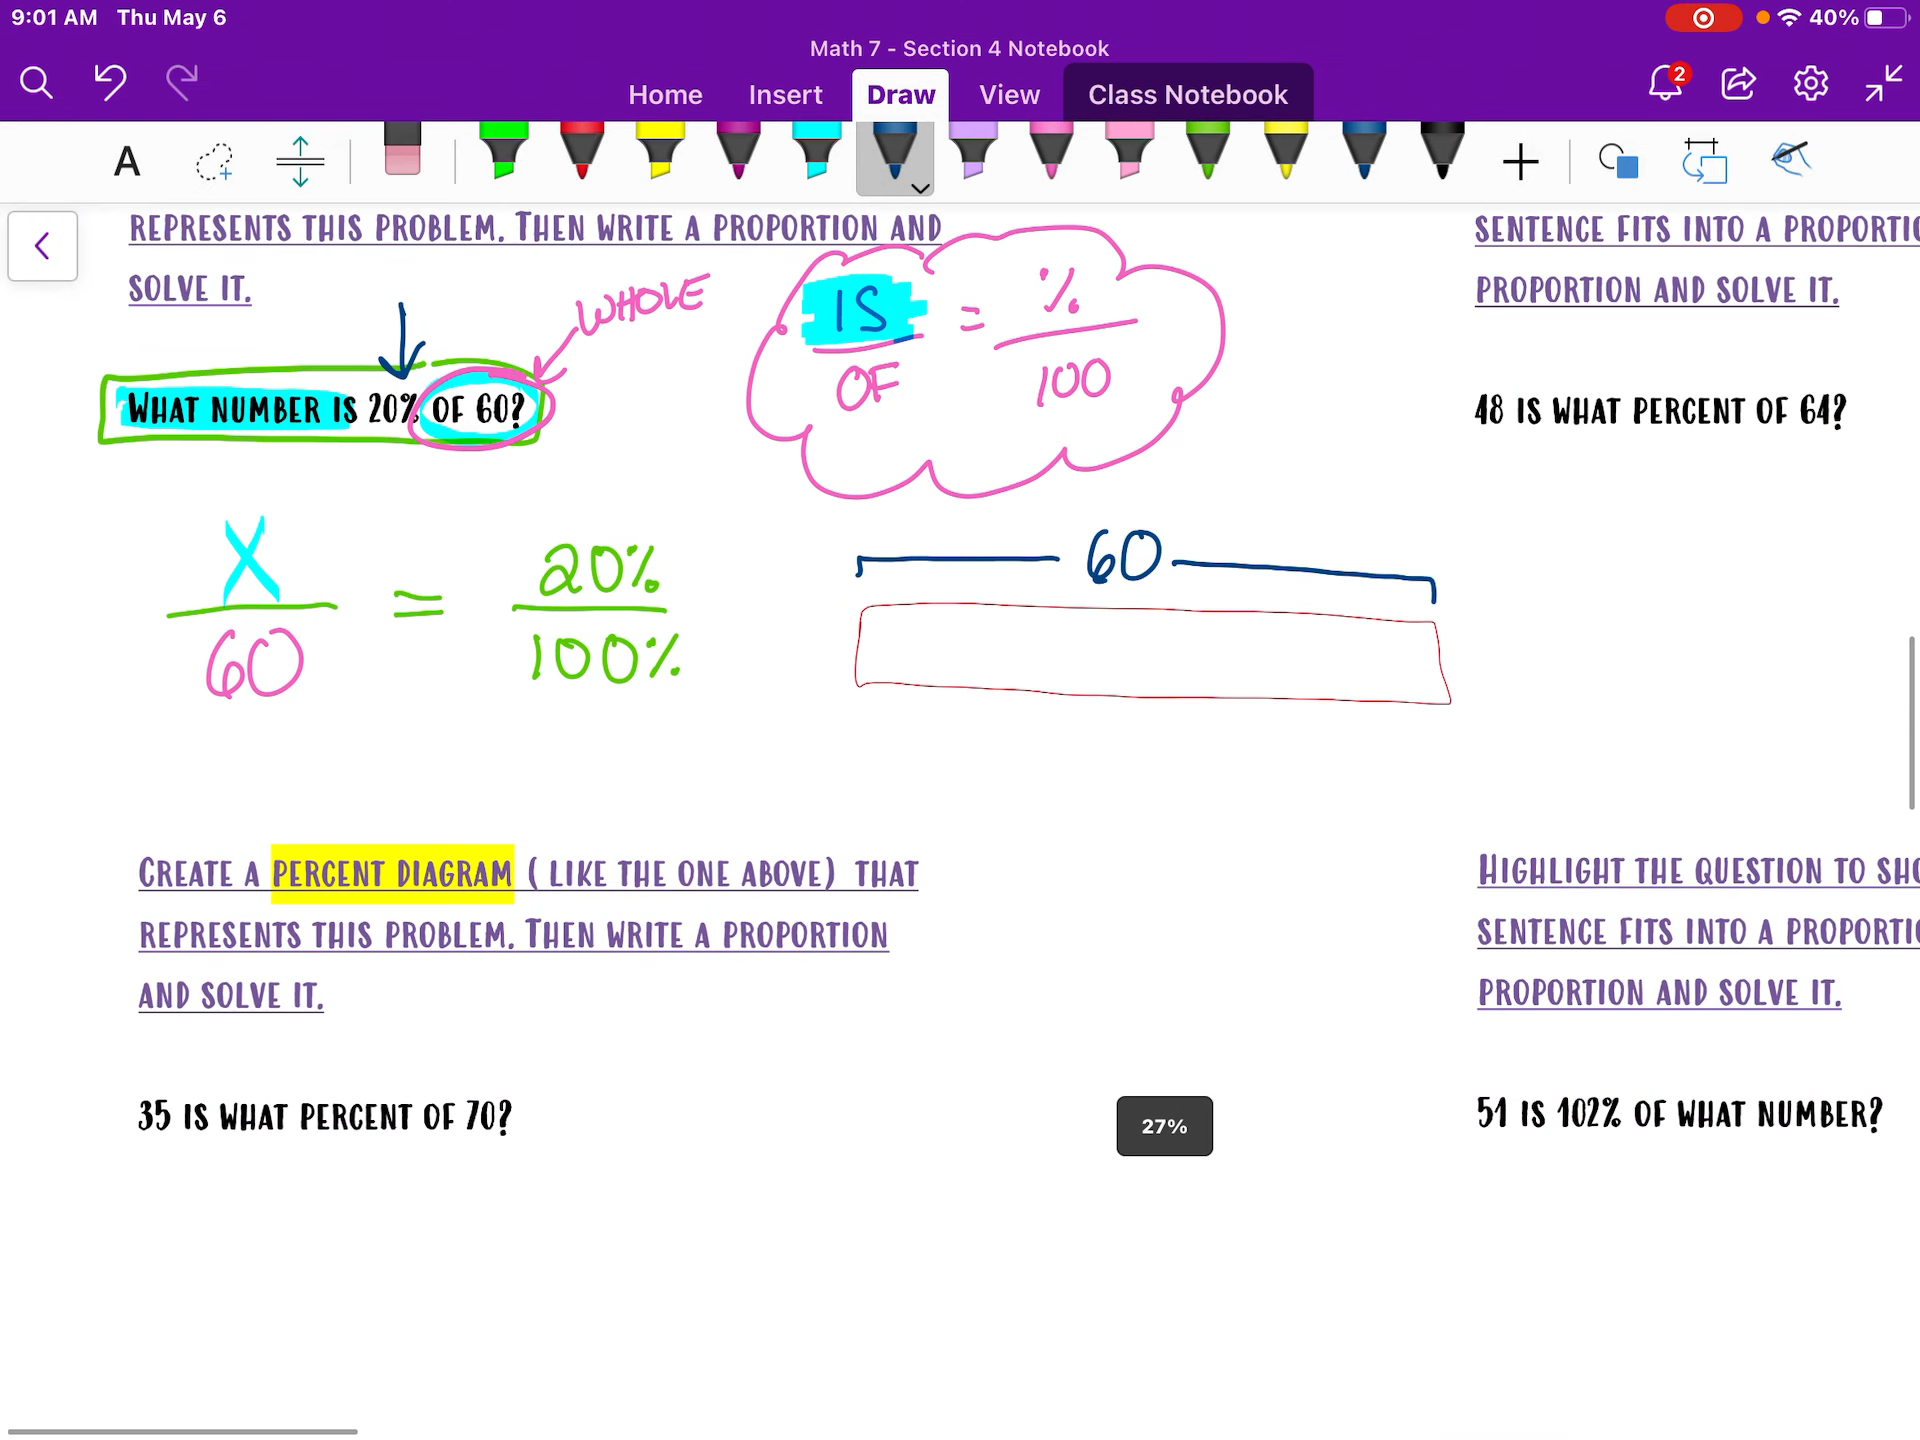 9:01 AM Thu May 6
40%
Math 7 - Section 4 Notebook
Home Insert Draw View Class Notebook
2
A
REPRESENTS THIS PROBLEM. THEN WRITE A PROPORTION AND
SOLVE IT.
WHOLE
IS = %
OF 100
WHAT NUMBER IS 20% OF 60?
X = 20%
60 100%
60
SENTENCE FITS INTO A
PROPORTION AND SOLVE IT.
48 IS WHAT PERCENT OF 64?
CREATE A PERCENT DIAGRAM ( LIKE THE ONE ABOVE) THAT
REPRESENTS THIS PROBLEM. THEN WRITE A PROPORTION
AND SOLVE IT.
35 IS WHAT PERCENT OF 70?
27%
HIGHLIGHT THE QUESTION TO
SENTENCE FITS INTO A
PROPORTION AND SOLVE IT.
51 IS 102% OF WHAT NUMBER?